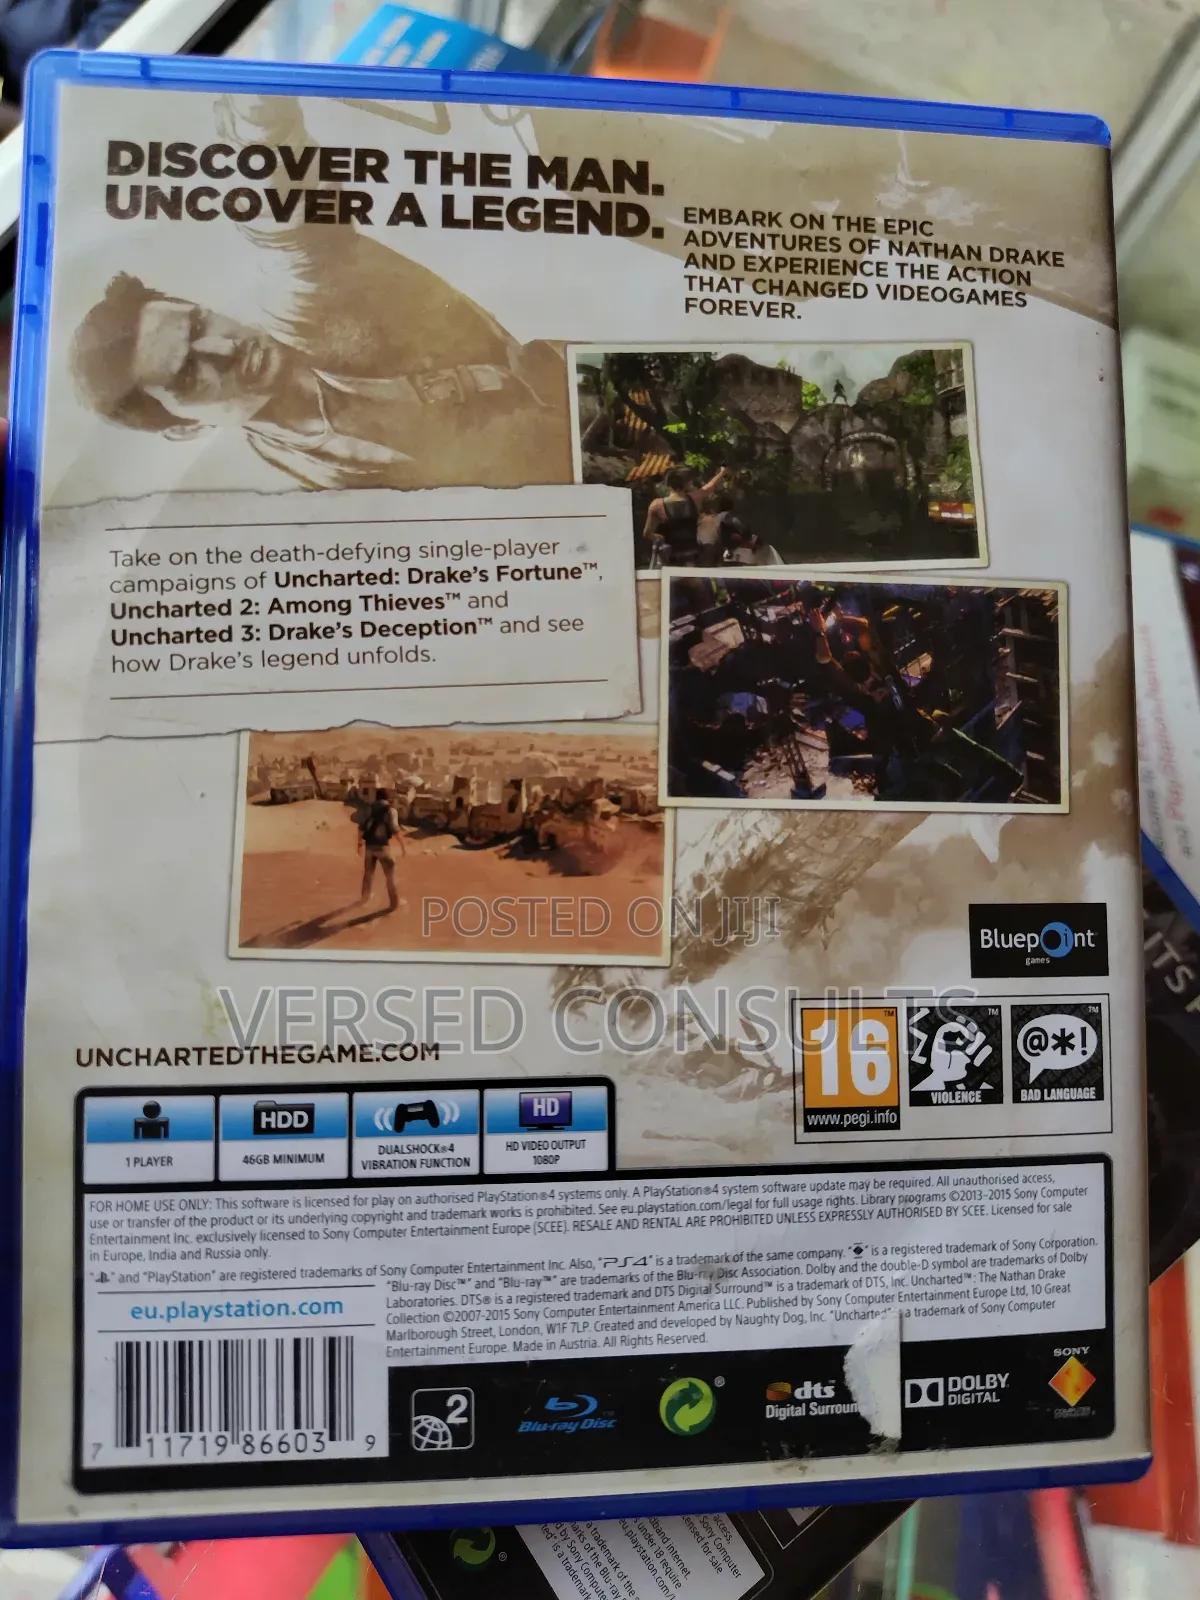 DISCOVER THE MAN.
UNCOVER A LEGEND.
EMBARK ON THE EPIC
ADVENTURES OF NATHAN DRAKE
AND EXPERIENCE THE ACTION
THAT CHANGED VIDEOGAMES
FOREVER.
Take on the death-defying single-player
campaigns of Uncharted: Drake's Fortune™,
Uncharted 2: Among Thieves™ and
Uncharted 3: Drake's Deception™ and see
how Drake's legend unfolds.
POSTED ON JIJI
VERSED CONSULTS
Bluepoint
games
UNCHARTEDTHEGAME.COM
16
www.pegi.info
VIOLENCE
@*!
BAD LANGUAGE
1 PLAYER
HDD
46GB MINIMUM
DUALSHOCK®4
VIBRATION FUNCTION
HD
HD VIDEO OUTPUT
1080P
FOR HOME USE ONLY: This software is licensed for play on authorised PlayStation®4 systems only. A PlayStation®4 system software update may be required. All unauthorised access,
use or transfer of the product or its underlying copyright and trademark works is prohibited. See eu.playstation.com/legal for full usage rights. Library programs ©2013-2015 Sony Computer
Entertainment Inc. exclusively licensed to Sony Computer Entertainment Europe (SCEE). RESALE AND RENTAL ARE PROHIBITED UNLESS EXPRESSLY AUTHORISED BY SCEE. Licensed for sale
in Europe, India and Russia only.
" " and "PlayStation" are registered trademarks of Sony Computer Entertainment Inc. Also, "PS4" is a trademark of the same company. " " is a registered trademark of Sony Corporation.
"Blu-ray Disc™" and "Blu-ray™" are trademarks of the Blu-ray Disc Association. Dolby and the double-D symbol are trademarks of Dolby
Laboratories. DTS® is a registered trademark and DTS Digital Surround™ is a trademark of DTS, Inc. Uncharted™: The Nathan Drake
Collection ©2007-2015 Sony Computer Entertainment America LLC. Published by Sony Computer Entertainment Europe Ltd, 10 Great
Marlborough Street, London, W1F 7LP. Created and developed by Naughty Dog, Inc. "Uncharted" a trademark of Sony Computer
Entertainment Europe. Made in Austria. All Rights Reserved.
eu.playstation.com
7 11719 86603 9
2
Blu-ray Disc
dts
Digital Surroun
DOLBY
DIGITAL
SONY
COMPUTER